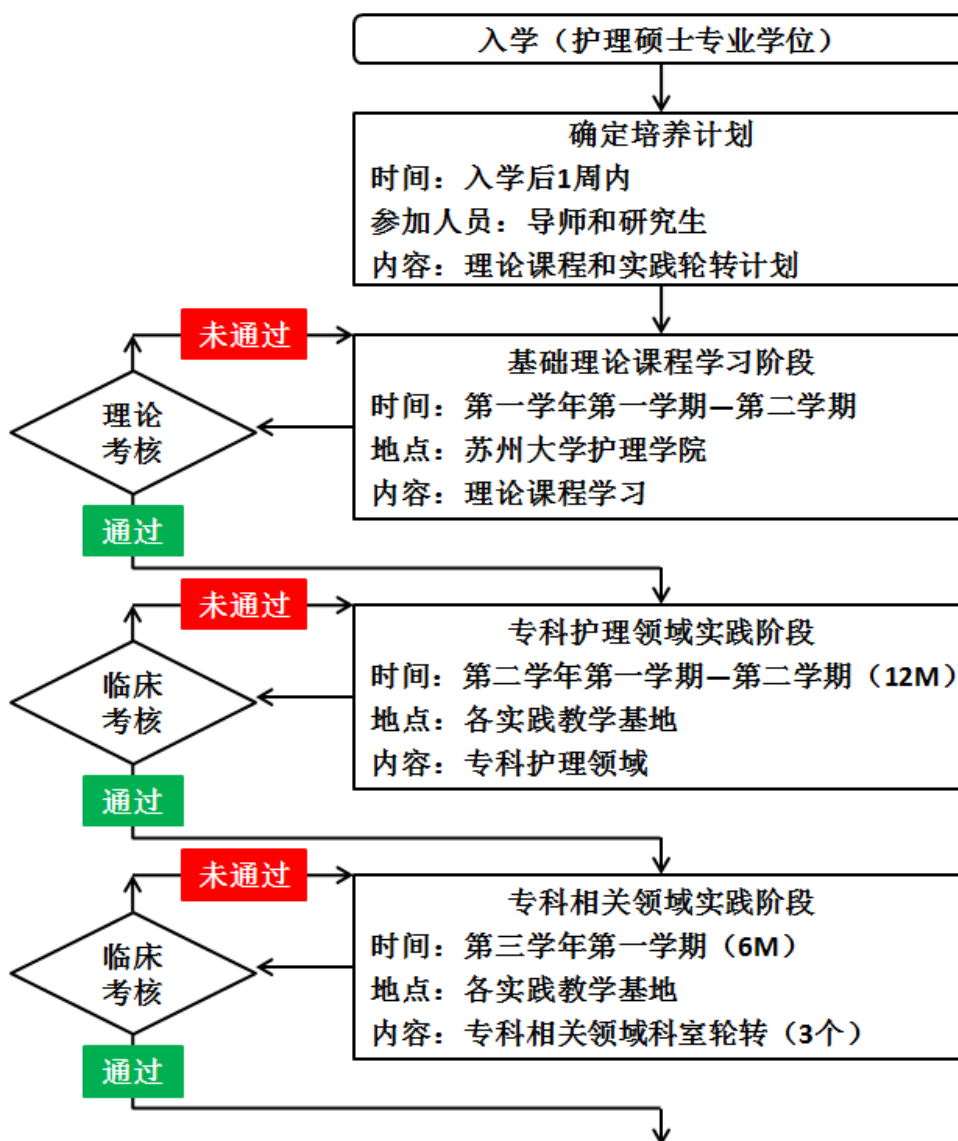 入学（护理硕士专业学位）
确定培养计划
时间：入学后1周内
参加人员：导师和研究生
内容：理论课程和实践轮转计划
未通过
基础理论课程学习阶段
时间：第一学年第一学期—第二学期
地点：苏州大学护理学院
内容：理论课程学习
理论
考核
通过
未通过
专科护理领域实践阶段
时间：第二学年第一学期—第二学期（12M）
地点：各实践教学基地
内容：专科护理领域
临床
考核
通过
未通过
专科相关领域实践阶段
时间：第三学年第一学期（6M）
地点：各实践教学基地
内容：专科相关领域科室轮转（3个）
临床
考核
通过